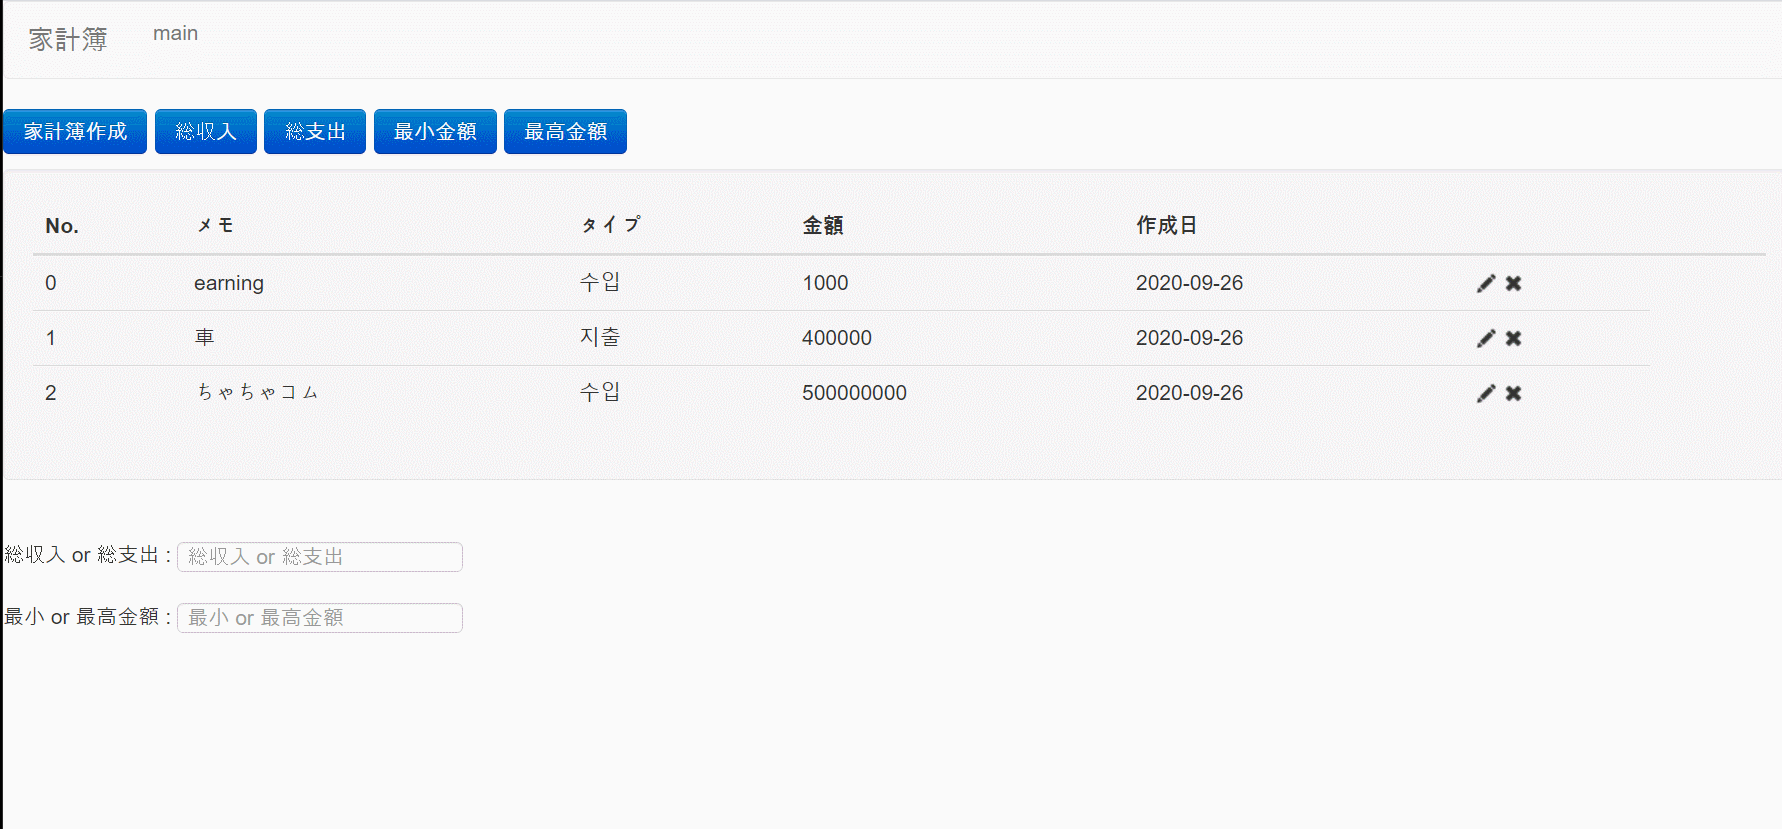 家計簿 main
家計簿作成 総収入 総支出 最小金額 最高金額
No. メモ タイプ 金額 作成日
0 earning 수입 1000 2020-09-26
1 車 지출 400000 2020-09-26
2 ちゃちゃコム 수입 500000000 2020-09-26
総収入 or 総支出 : 総収入 or 総支出
最小 or 最高金額 : 最小 or 最高金額